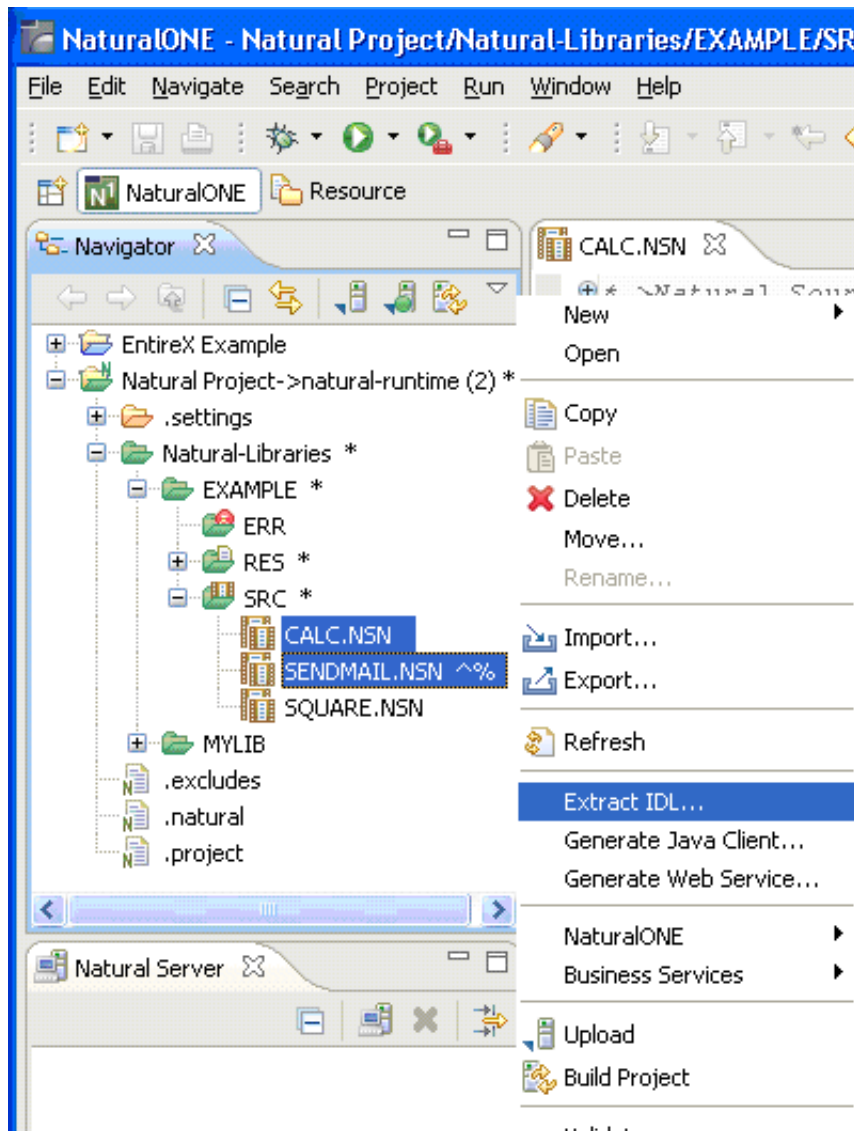 NaturalONE - Natural Project/Natural-Libraries/EXAMPLE/SR
File Edit Navigate Search Project Run Window Help
NaturalONE Resource
Navigator
CALC.NSN
EntireX Example
Natural Project->natural-runtime (2) *
.settings
Natural-Libraries *
EXAMPLE *
ERR
RES *
SRC *
CALC.NSN
SENDMAIL.NSN ^%
SQUARE.NSN
MYLIB
.excludes
.natural
.project
Natural Server
* >Natural Sour
New
Open
Copy
Paste
Delete
Move...
Rename...
Import...
Export...
Refresh
Extract IDL...
Generate Java Client...
Generate Web Service...
NaturalONE
Business Services
Upload
Build Project